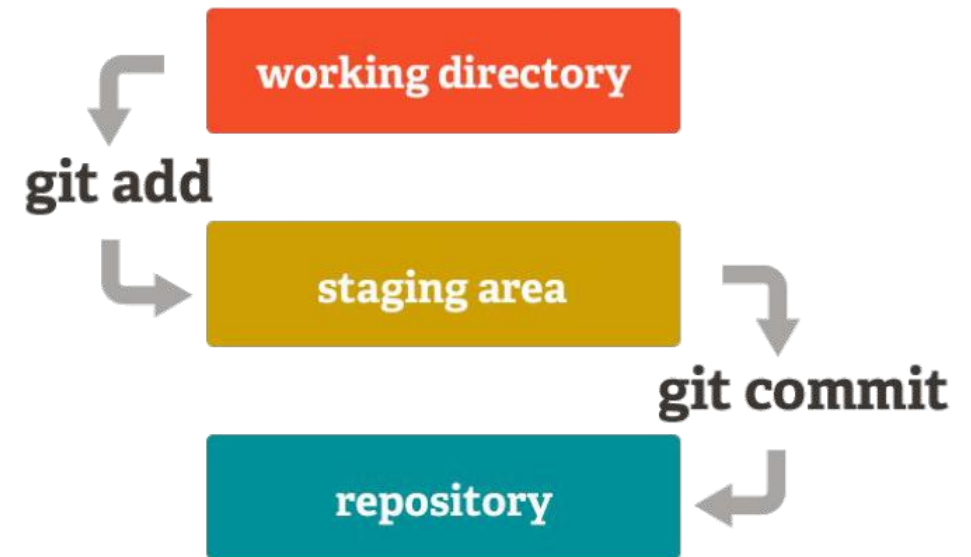 working directory
git add
staging area
git commit
repository